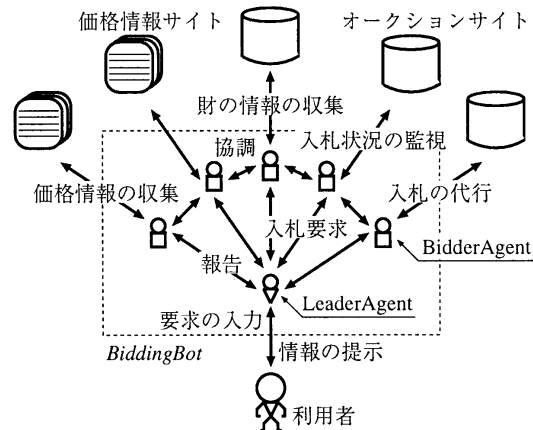 価格情報サイト
オークションサイト
財の情報の収集
協調
入札状況の監視
価格情報の収集
入札の代行
入札要求
BidderAgent
報告
LeaderAgent
要求の入力
BiddingBot
情報の提示
利用者